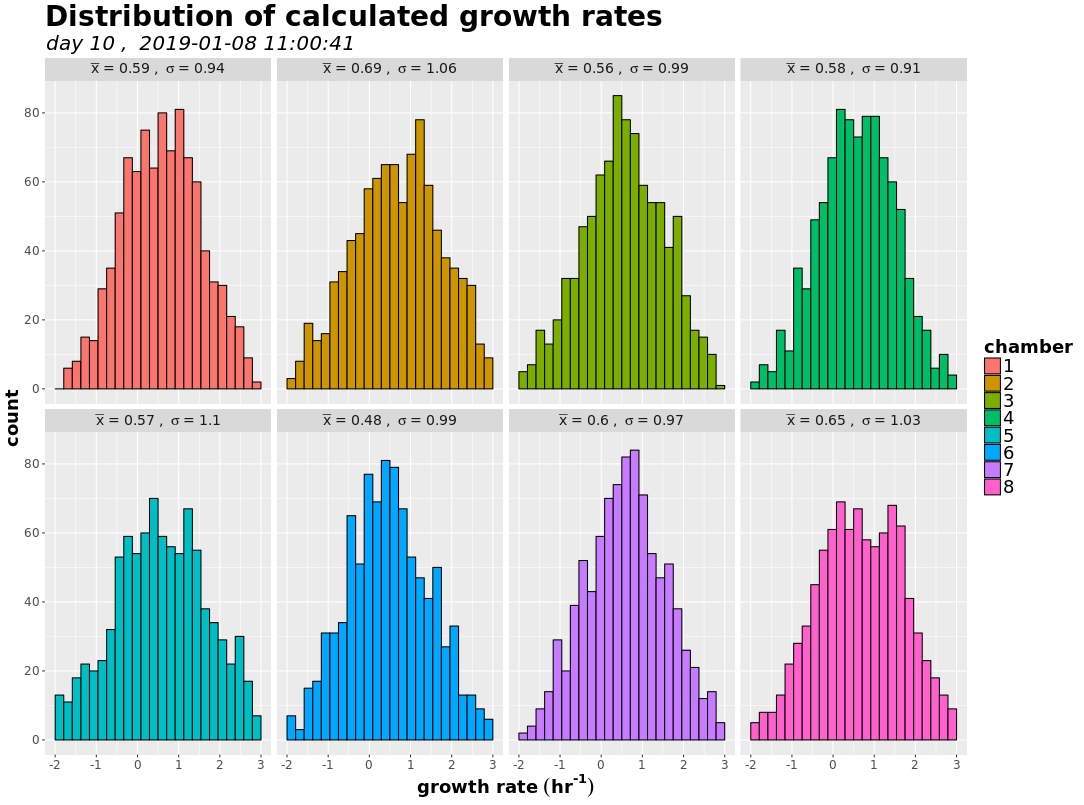 Distribution of calculated growth rates
day 10 ,  2019-01-08 11:00:41
x̅ = 0.59 ,  σ = 0.94
x̅ = 0.69 ,  σ = 1.06
x̅ = 0.56 ,  σ = 0.99
x̅ = 0.58 ,  σ = 0.91
80
60
40
20
0
x̅ = 0.57 ,  σ = 1.1
x̅ = 0.48 ,  σ = 0.99
x̅ = 0.6 ,  σ = 0.97
x̅ = 0.65 ,  σ = 1.03
80
60
40
20
0
-2 -1 0 1 2 3
-2 -1 0 1 2 3
-2 -1 0 1 2 3
-2 -1 0 1 2 3
count
growth rate (hr⁻¹)
chamber
1
2
3
4
5
6
7
8